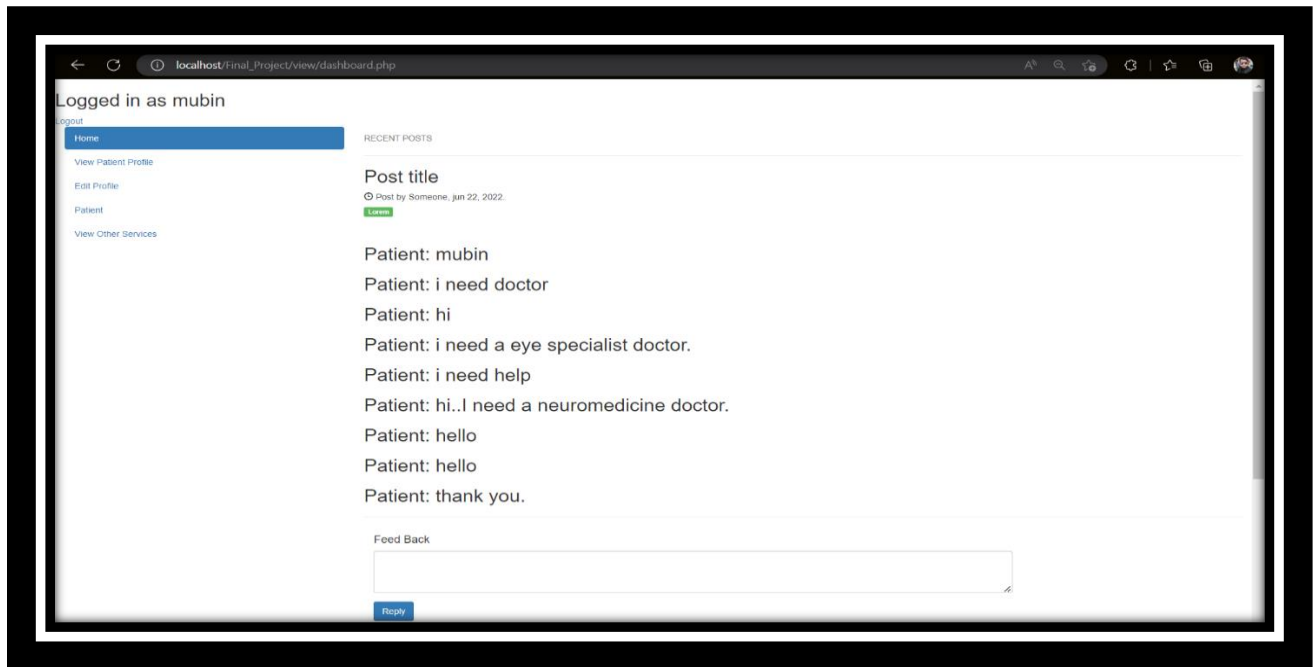 localhost/Final_Project/view/dashboard.php
Logged in as mubin
Logout
Home
View Patient Profile
Edit Profile
Patient
View Other Services
RECENT POSTS
Post title
Post by Someone, jun 22, 2022.
Lorem
Patient: mubin
Patient: i need doctor
Patient: hi
Patient: i need a eye specialist doctor.
Patient: i need help
Patient: hi..I need a neuromedicine doctor.
Patient: hello
Patient: hello
Patient: thank you.
Feed Back
Reply